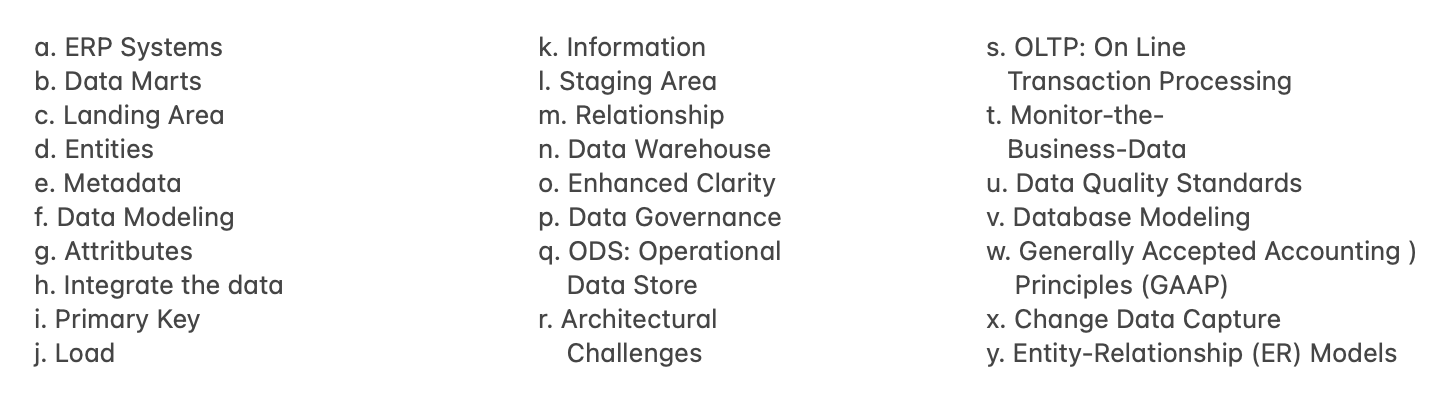 a. ERP Systems
b. Data Marts
c. Landing Area
d. Entities
e. Metadata
f. Data Modeling
g. Attritbutes
h. Integrate the data
i. Primary Key
j. Load
k. Information
l. Staging Area
m. Relationship
n. Data Warehouse
o. Enhanced Clarity
p. Data Governance
q. ODS: Operational
Data Store
r. Architectural
Challenges
s. OLTP: On Line
Transaction Processing
t. Monitor-the-
Business-Data
u. Data Quality Standards
v. Database Modeling
w. Generally Accepted Accounting )
Principles (GAAP)
x. Change Data Capture
y. Entity-Relationship (ER) Models